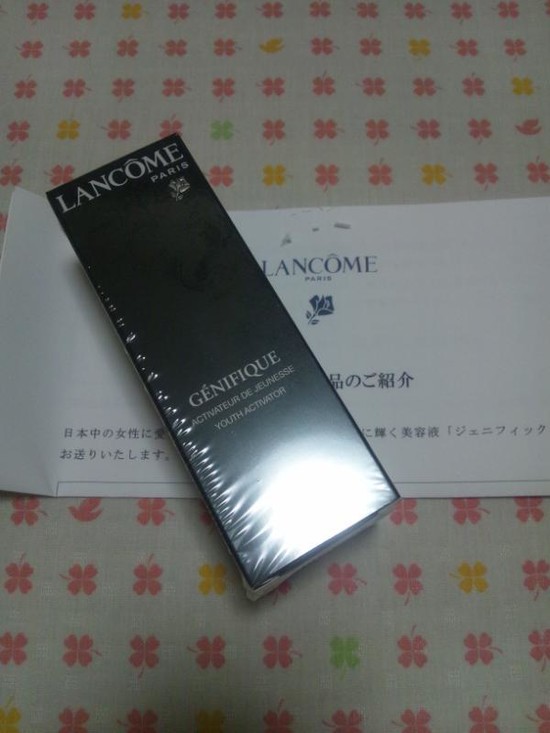 LANCÔME
PARIS
GÉNIFIQUE
ACTIVATEUR DE JEUNESSE
YOUTH ACTIVATOR
LANCÔME
PARIS
品のご紹介
日本中の女性に愛
に輝く美容液「ジェニフィック
お送りいたします。